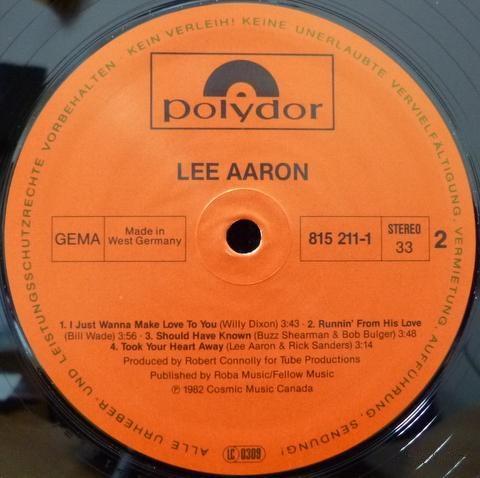 ALLE URHEBER- UND LEISTUNGSSCHUTZRECHTE VORBEHALTEN · KEIN VERLEIH! KEINE UNERLAUBTE VERVIELFÄLTIGUNG, VERMIETUNG, AUFFÜHRUNG, SENDUNG!
polydor
LEE AARON
GEMA
Made in
West Germany
815 211-1
STEREO
33
2
1. I Just Wanna Make Love To You (Willy Dixon) 3:43 · 2. Runnin' From His Love
(Bill Wade) 3:56 · 3. Should Have Known (Buzz Shearman & Bob Bulger) 3:48
4. Took Your Heart Away (Lee Aaron & Rick Sanders) 3:14
Produced by Robert Connolly for Tube Productions
Published by Roba Music/Fellow Music
℗ 1982 Cosmic Music Canada
LC 0309